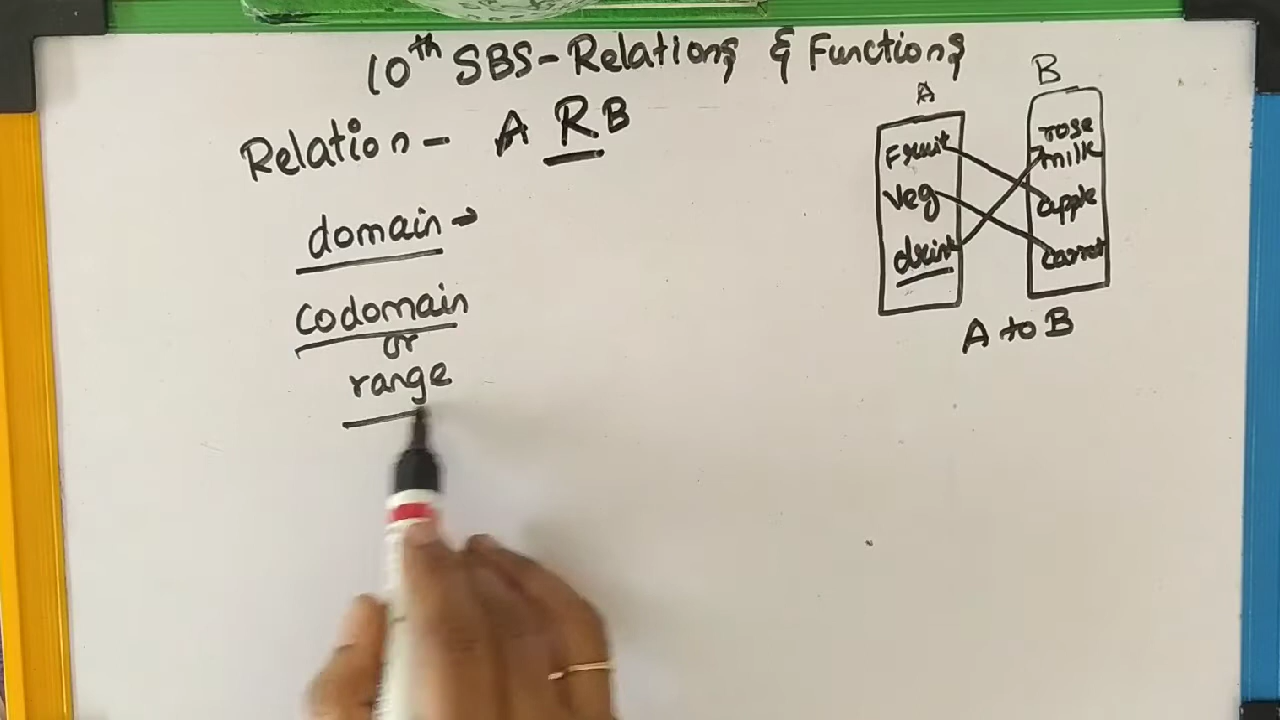 10th SBS-Relations & Functions
Relation - A R B
domain →
codomain
or
range
A
Fruit
Veg
drink
B
rose
milk
apple
carrot
A to B